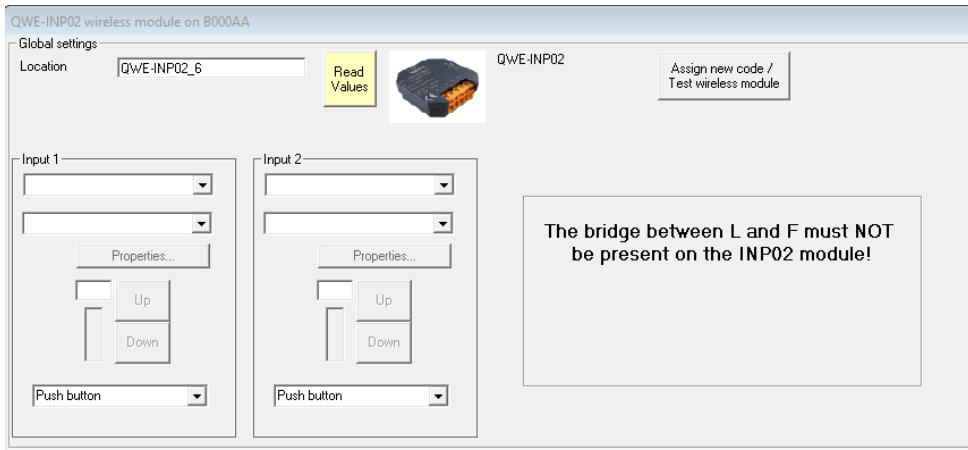 QWE-INP02 wireless module on B000AA
Global settings
Location
QWE-INP02_6
Read
Values
QWE-INP02
Assign new code /
Test wireless module
Input 1
Properties...
Up
Down
Push button
Input 2
Properties...
Up
Down
Push button
The bridge between L and F must NOT
be present on the INP02 module!